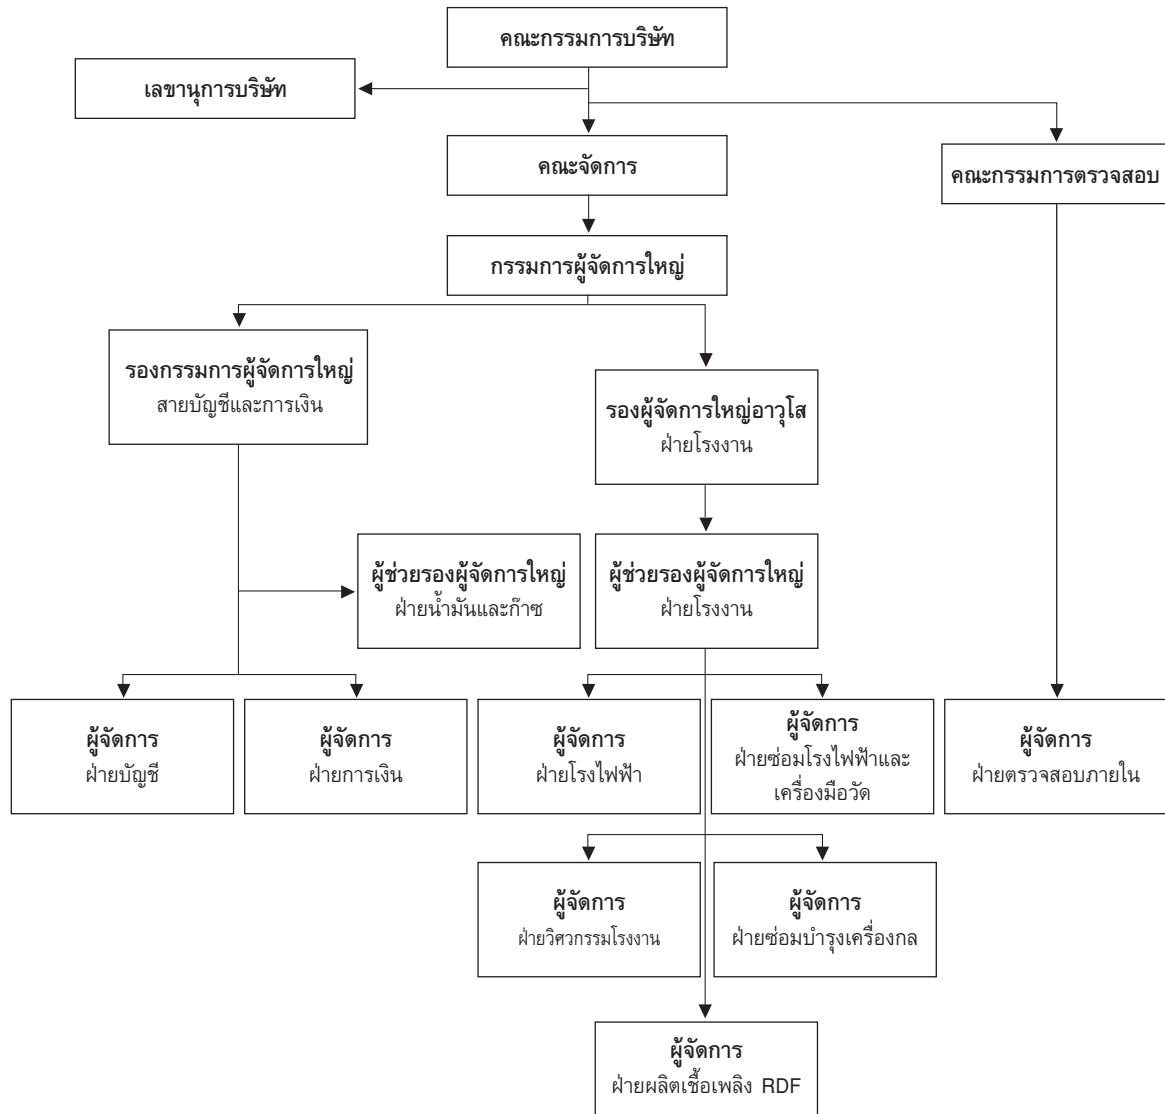 คณะกรรมการบริษัท
เลขานุการบริษัท
คณะจัดการ
คณะกรรมการตรวจสอบ
กรรมการผู้จัดการใหญ่
รองกรรมการผู้จัดการใหญ่
สายบัญชีและการเงิน
รองผู้จัดการใหญ่อาวุโส
ฝ่ายโรงงาน
ผู้ช่วยรองผู้จัดการใหญ่
ฝ่ายน้ำมันและก๊าซ
ผู้ช่วยรองผู้จัดการใหญ่
ฝ่ายโรงงาน
ผู้จัดการ
ฝ่ายบัญชี
ผู้จัดการ
ฝ่ายการเงิน
ผู้จัดการ
ฝ่ายโรงไฟฟ้า
ผู้จัดการ
ฝ่ายซ่อมโรงไฟฟ้าและ
เครื่องมือวัด
ผู้จัดการ
ฝ่ายตรวจสอบภายใน
ผู้จัดการ
ฝ่ายวิศวกรรมโรงงาน
ผู้จัดการ
ฝ่ายซ่อมบำรุงเครื่องกล
ผู้จัดการ
ฝ่ายผลิตเชื้อเพลิง RDF